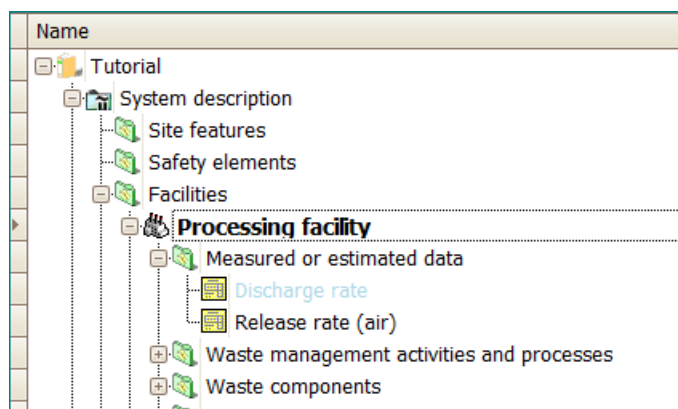 Name
Tutorial
System description
Site features
Safety elements
Facilities
Processing facility
Measured or estimated data
Discharge rate
Release rate (air)
Waste management activities and processes
Waste components